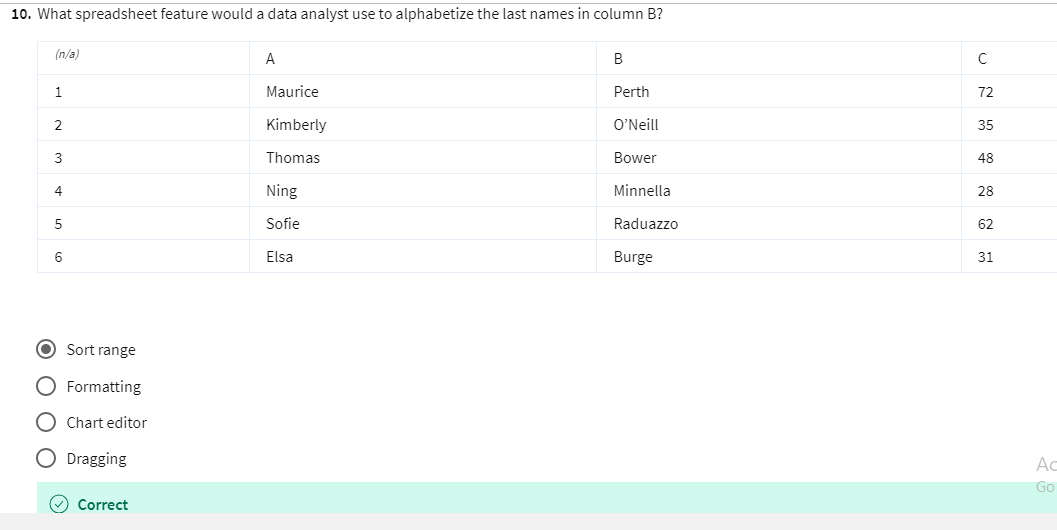 10. What spreadsheet feature would a data analyst use to alphabetize the last names in column B?
(n/a) A B C
1 Maurice Perth 72
2 Kimberly O’Neill 35
3 Thomas Bower 48
4 Ning Minnella 28
5 Sofie Raduazzo 62
6 Elsa Burge 31
Sort range
Formatting
Chart editor
Dragging
Ac
Go
Correct